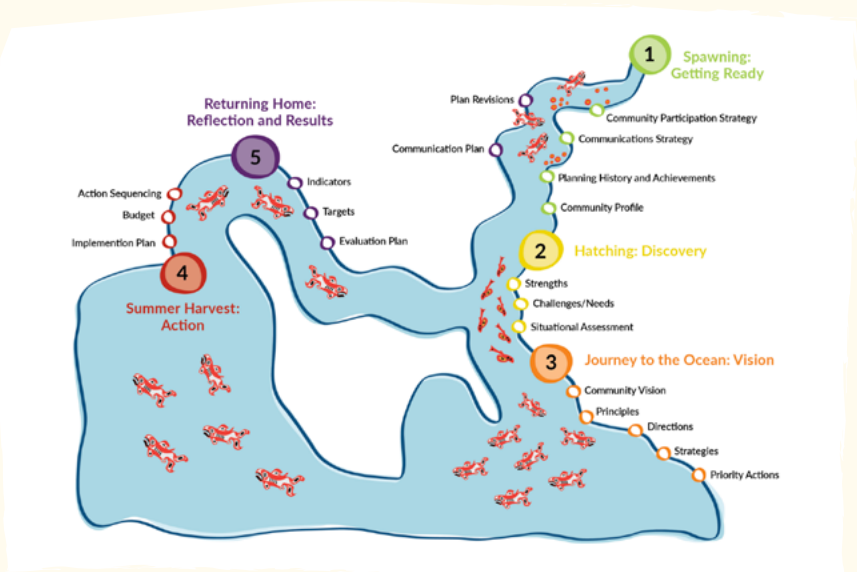 1
Spawning:
Getting Ready
Community Participation Strategy
Communications Strategy
Planning History and Achievements
Community Profile
2
Hatching: Discovery
Strengths
Challenges/Needs
Situational Assessment
3
Journey to the Ocean: Vision
Community Vision
Principles
Directions
Strategies
Priority Actions
4
Summer Harvest:
Action
Implemention Plan
Budget
Action Sequencing
5
Returning Home:
Reflection and Results
Indicators
Targets
Evaluation Plan
Communication Plan
Plan Revisions